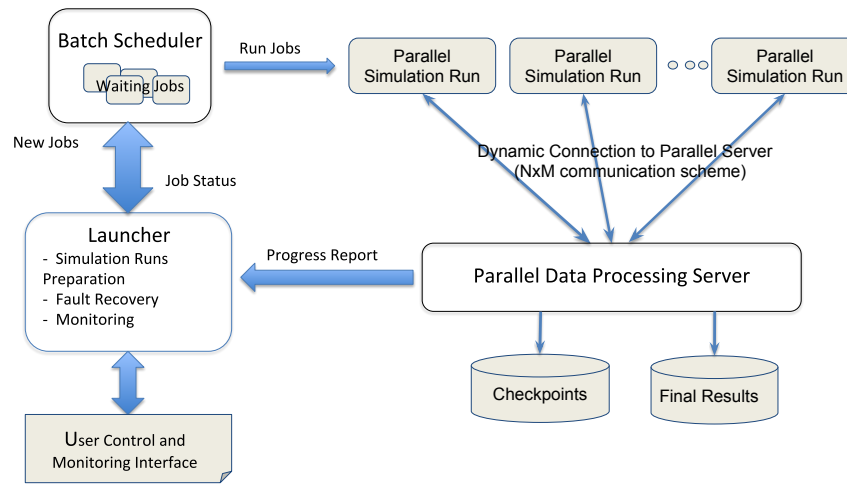 Batch Scheduler
Waiting Jobs
Run Jobs
Parallel
Simulation Run
Parallel
Simulation Run
Parallel
Simulation Run
New Jobs
Job Status
Dynamic Connection to Parallel Server
(NxM communication scheme)
Launcher
- Simulation Runs
Preparation
- Fault Recovery
- Monitoring
Progress Report
Parallel Data Processing Server
Checkpoints
Final Results
User Control and
Monitoring Interface